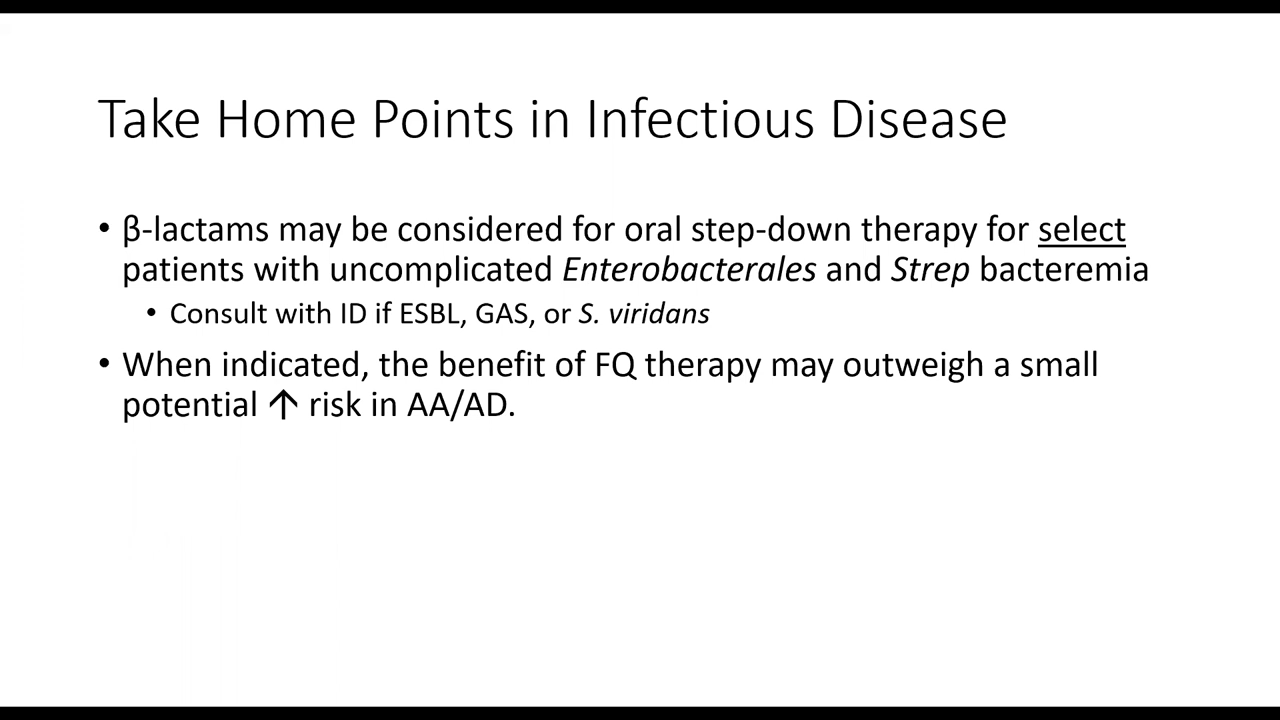 Take Home Points in Infectious Disease
• β-lactams may be considered for oral step-down therapy for select
patients with uncomplicated Enterobacterales and Strep bacteremia
• Consult with ID if ESBL, GAS, or S. viridans
• When indicated, the benefit of FQ therapy may outweigh a small
potential ↑ risk in AA/AD.